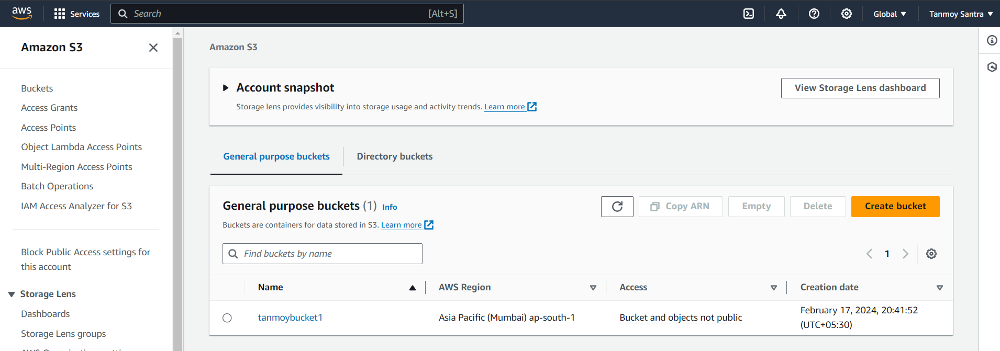 aws
Services
Search
[Alt+S]
Global
Tanmoy Santra
Amazon S3
Buckets
Access Grants
Access Points
Object Lambda Access Points
Multi-Region Access Points
Batch Operations
IAM Access Analyzer for S3
Block Public Access settings for
this account
Storage Lens
Dashboards
Storage Lens groups
Amazon S3
Account snapshot
View Storage Lens dashboard
Storage lens provides visibility into storage usage and activity trends. Learn more
General purpose buckets
Directory buckets
General purpose buckets (1) Info
Copy ARN
Empty
Delete
Create bucket
Buckets are containers for data stored in S3. Learn more
Find buckets by name
1
Name
AWS Region
Access
Creation date
tanmoybucket1
Asia Pacific (Mumbai) ap-south-1
Bucket and objects not public
February 17, 2024, 20:41:52
(UTC+05:30)